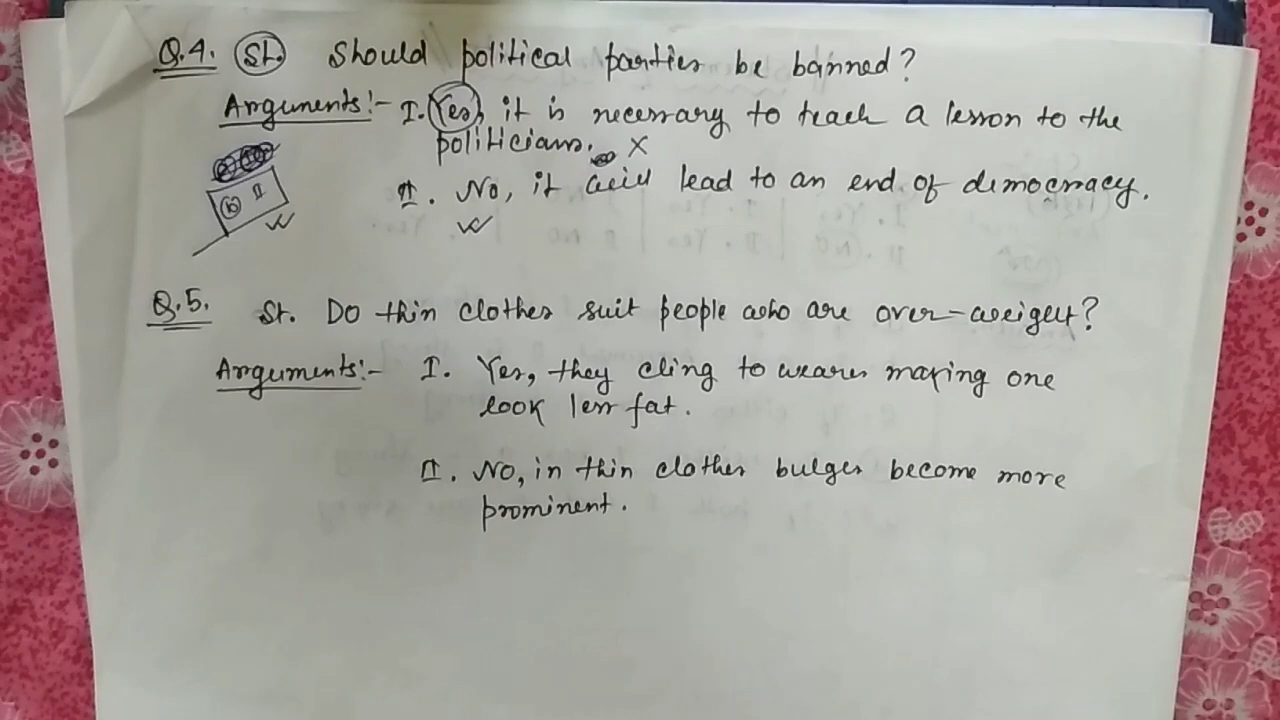 Q.4. St. Should political parties be banned?
Arguments:- I. Yes, it is necessary to teach a lesson to the
politicians. X
II. No, it will lead to an end of democracy.
(b) II
Q.5. St. Do thin clothes suit people who are over-weight?
Arguments:- I. Yes, they cling to wearer making one
look less fat.
II. No, in thin clothes bulges become more
prominent.